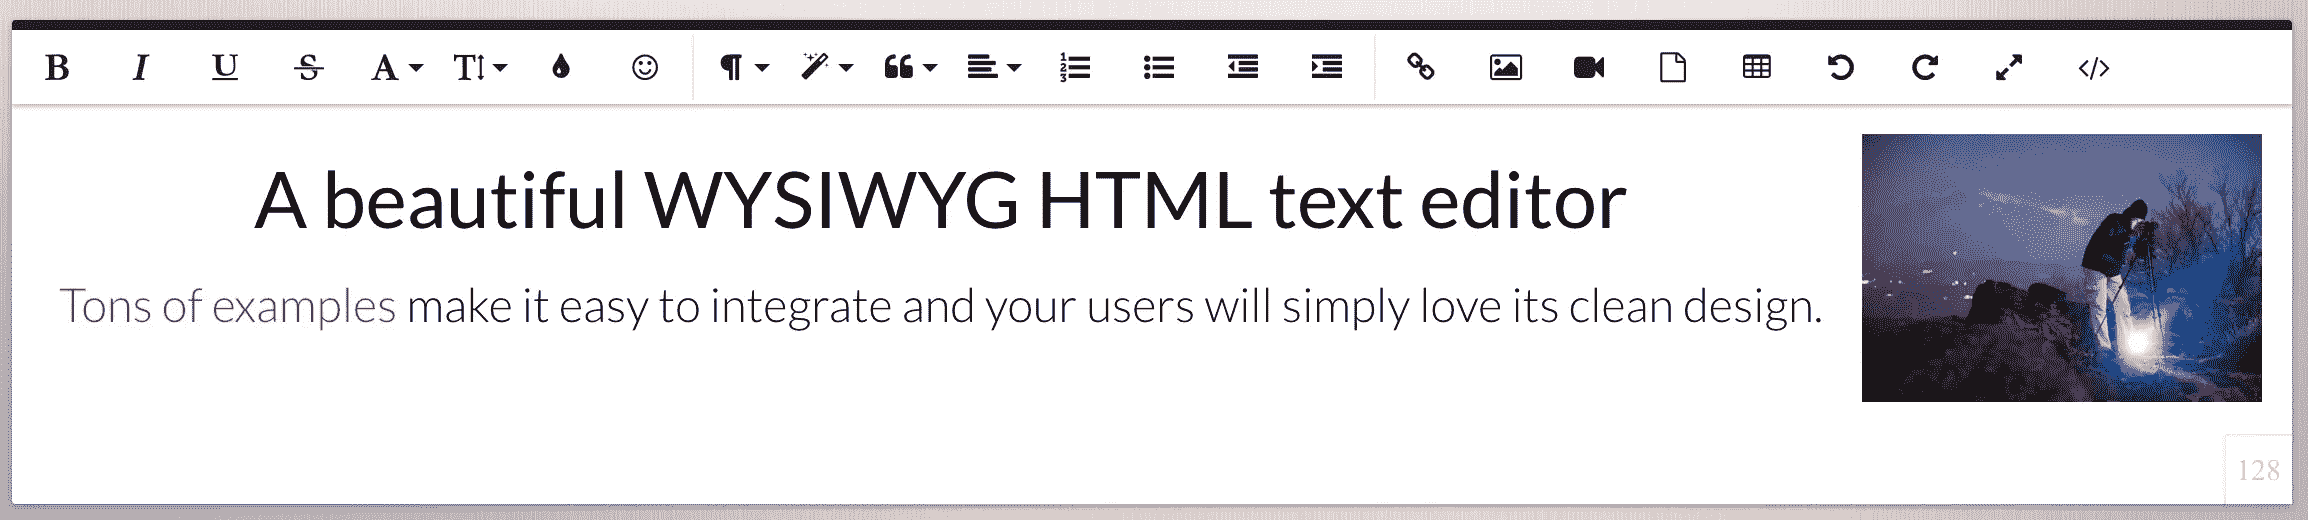 B I U S A T
A beautiful WYSIWYG HTML text editor
Tons of examples make it easy to integrate and your users will simply love its clean design.
128